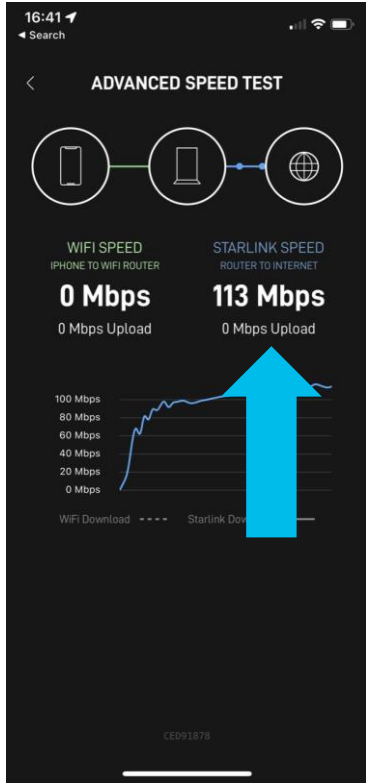 16:41
◀ Search
ADVANCED SPEED TEST
WIFI SPEED
IPHONE TO WIFI ROUTER
0 Mbps
0 Mbps Upload
STARLINK SPEED
ROUTER TO INTERNET
113 Mbps
0 Mbps Upload
100 Mbps
80 Mbps
60 Mbps
40 Mbps
20 Mbps
0 Mbps
WiFi Download
Starlink
CED91878